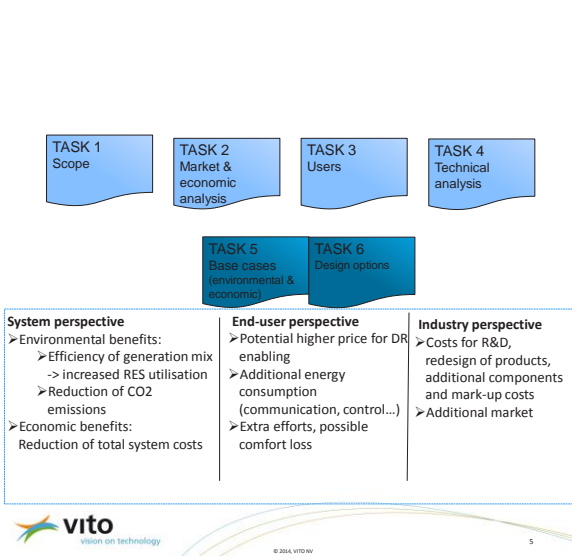 TASK 1
Scope
TASK 2
Market &
economic
analysis
TASK 3
Users
TASK 4
Technical
analysis
TASK 5
Base cases
(environmental &
economic)
TASK 6
Design options
System perspective
➢Environmental benefits:
➢Efficiency of generation mix
-> increased RES utilisation
➢Reduction of CO2
emissions
➢Economic benefits:
Reduction of total system costs
End-user perspective
➢Potential higher price for DR
enabling
➢Additional energy
consumption
(communication, control…)
➢Extra efforts, possible
comfort loss
Industry perspective
➢Costs for R&D,
redesign of products,
additional components
and mark-up costs
➢Additional market
vito
vision on technology
© 2014, VITO NV
5